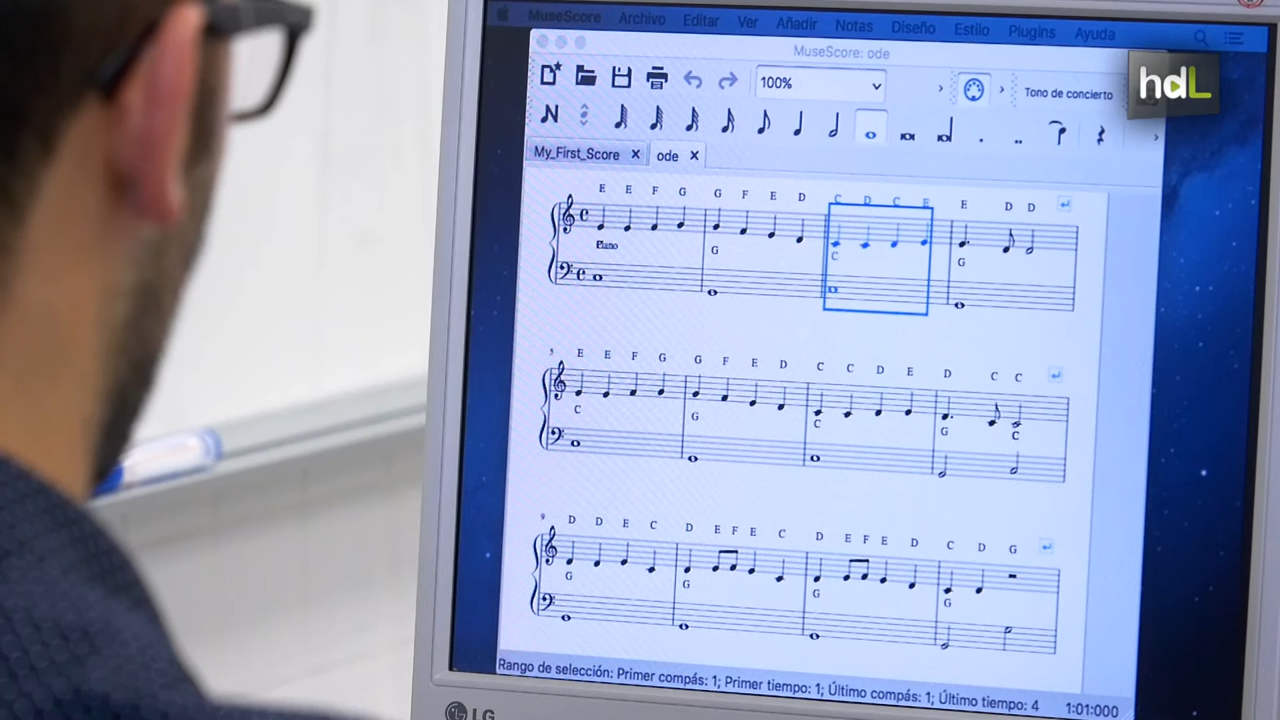 MuseScore Archivo Editar Ver Añadir Notas Diseño Estilo Plugins Ayuda
MuseScore: ode
hdL
100% Tono de concierto
N
My_First_Score ode
E E F G G F E D C D C E E D D
Piano
G C G
5
E E F G G F E D C C D E D C C
C G C G C
9
D D E C D E F E C D E F E D C D G
G G G G
Rango de selección: Primer compás: 1; Primer tiempo: 1; Último compás: 1; Último tiempo: 4 1:01:000
LG